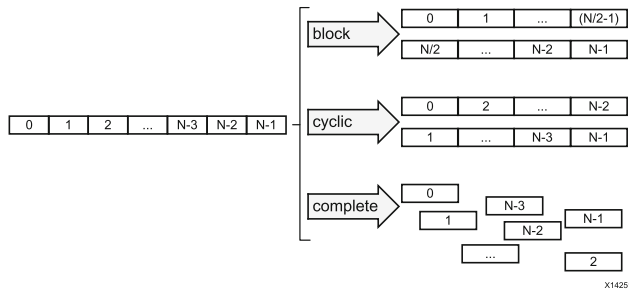 block
0 1 ... (N/2-1)
N/2 ... N-2 N-1
0 1 2 ... N-3 N-2 N-1
cyclic
0 2 ... N-2
1 ... N-3 N-1
complete
0
N-3
1
N-1
N-2
...
2
X1425